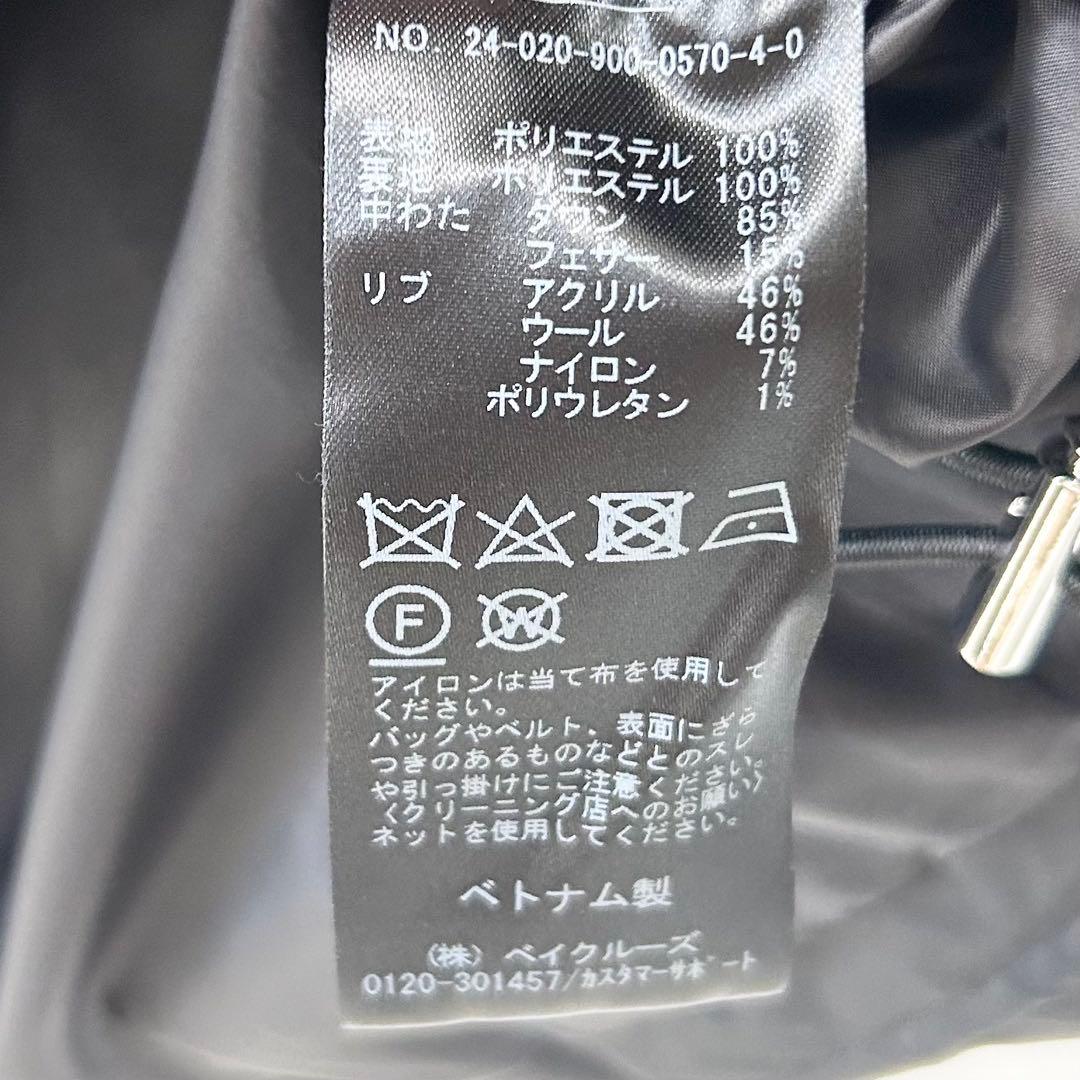 NO. 24-020-900-0570-4-0
表地 ポリエステル 100%
裏地 ポリエステル 100%
中わた ダウン 85%
フェザー 15%
リブ アクリル 46%
ウール 46%
ナイロン 7%
ポリウレタン 1%
F W
アイロンは当て布を使用して
ください。
バッグやベルト、表面にざら
つきのあるものなどとのスレ
や引っ掛けにご注意ください。
〈クリーニング店へのお願い〉
ネットを使用してください。
ベトナム製
(株) ベイクルーズ
0120-301457/カスタマーサポート